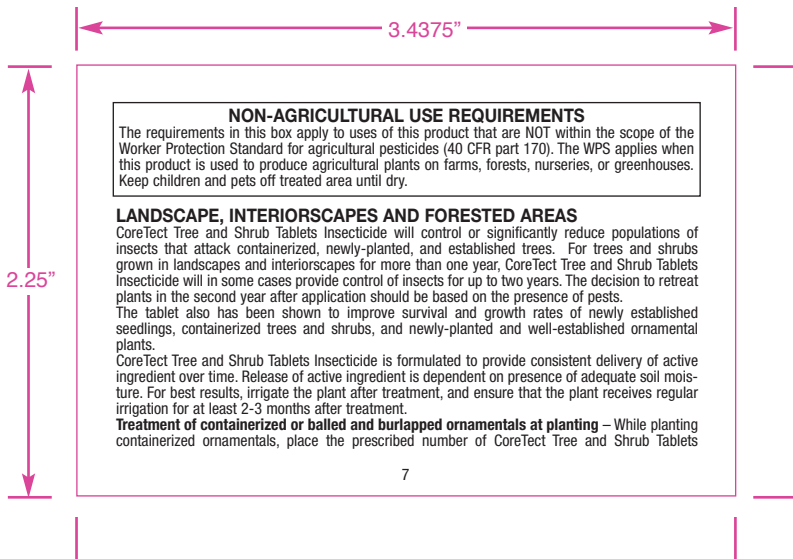 3.4375”
2.25”
NON-AGRICULTURAL USE REQUIREMENTS
The requirements in this box apply to uses of this product that are NOT within the scope of the
Worker Protection Standard for agricultural pesticides (40 CFR part 170). The WPS applies when
this product is used to produce agricultural plants on farms, forests, nurseries, or greenhouses.
Keep children and pets off treated area until dry.
LANDSCAPE, INTERIORSCAPES AND FORESTED AREAS
CoreTect Tree and Shrub Tablets Insecticide will control or significantly reduce populations of
insects that attack containerized, newly-planted, and established trees. For trees and shrubs
grown in landscapes and interiorscapes for more than one year, CoreTect Tree and Shrub Tablets
Insecticide will in some cases provide control of insects for up to two years. The decision to retreat
plants in the second year after application should be based on the presence of pests.
The tablet also has been shown to improve survival and growth rates of newly established
seedlings, containerized trees and shrubs, and newly-planted and well-established ornamental
plants.
CoreTect Tree and Shrub Tablets Insecticide is formulated to provide consistent delivery of active
ingredient over time. Release of active ingredient is dependent on presence of adequate soil mois-
ture. For best results, irrigate the plant after treatment, and ensure that the plant receives regular
irrigation for at least 2-3 months after treatment.
Treatment of containerized or balled and burlapped ornamentals at planting – While planting
containerized ornamentals, place the prescribed number of CoreTect Tree and Shrub Tablets
7